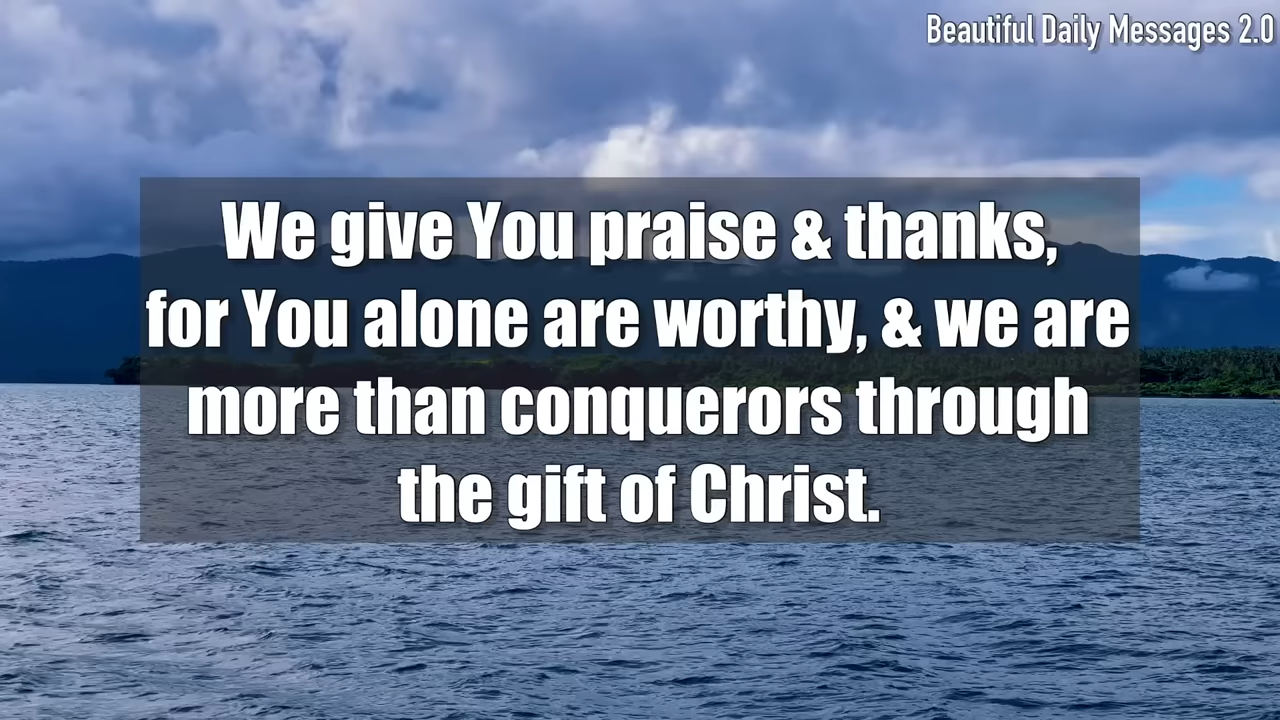 Beautiful Daily Messages 2.0
We give You praise & thanks,
for You alone are worthy, & we are
more than conquerors through
the gift of Christ.